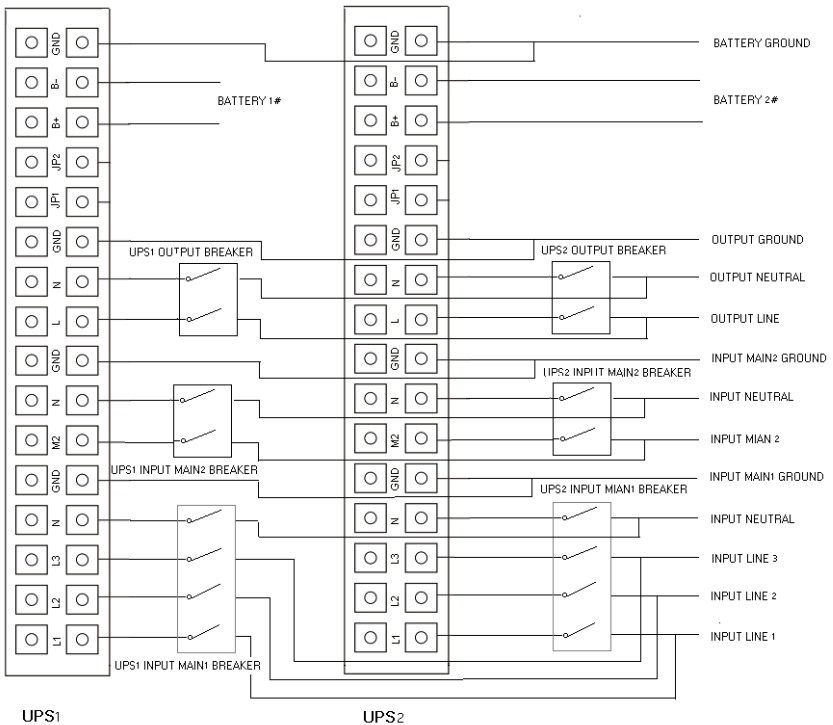 GND
GND
BATTERY GROUND
B-
B-
BATTERY 1#
BATTERY 2#
B+
B+
JP2
JP2
JP1
JP1
GND
GND
OUTPUT GROUND
UPS1 OUTPUT BREAKER
UPS2 OUTPUT BREAKER
N
N
OUTPUT NEUTRAL
L
L
OUTPUT LINE
GND
GND
INPUT MAIN2 GROUND
UPS2 INPUT MAIN2 BREAKER
N
N
INPUT NEUTRAL
M2
M2
INPUT MIAN 2
UPS1 INPUT MAIN2 BREAKER
GND
GND
INPUT MAIN1 GROUND
UPS2 INPUT MIAN1 BREAKER
N
N
INPUT NEUTRAL
L3
L3
INPUT LINE 3
L2
L2
INPUT LINE 2
L1
L1
INPUT LINE 1
UPS1 INPUT MAIN1 BREAKER
UPS1
UPS2